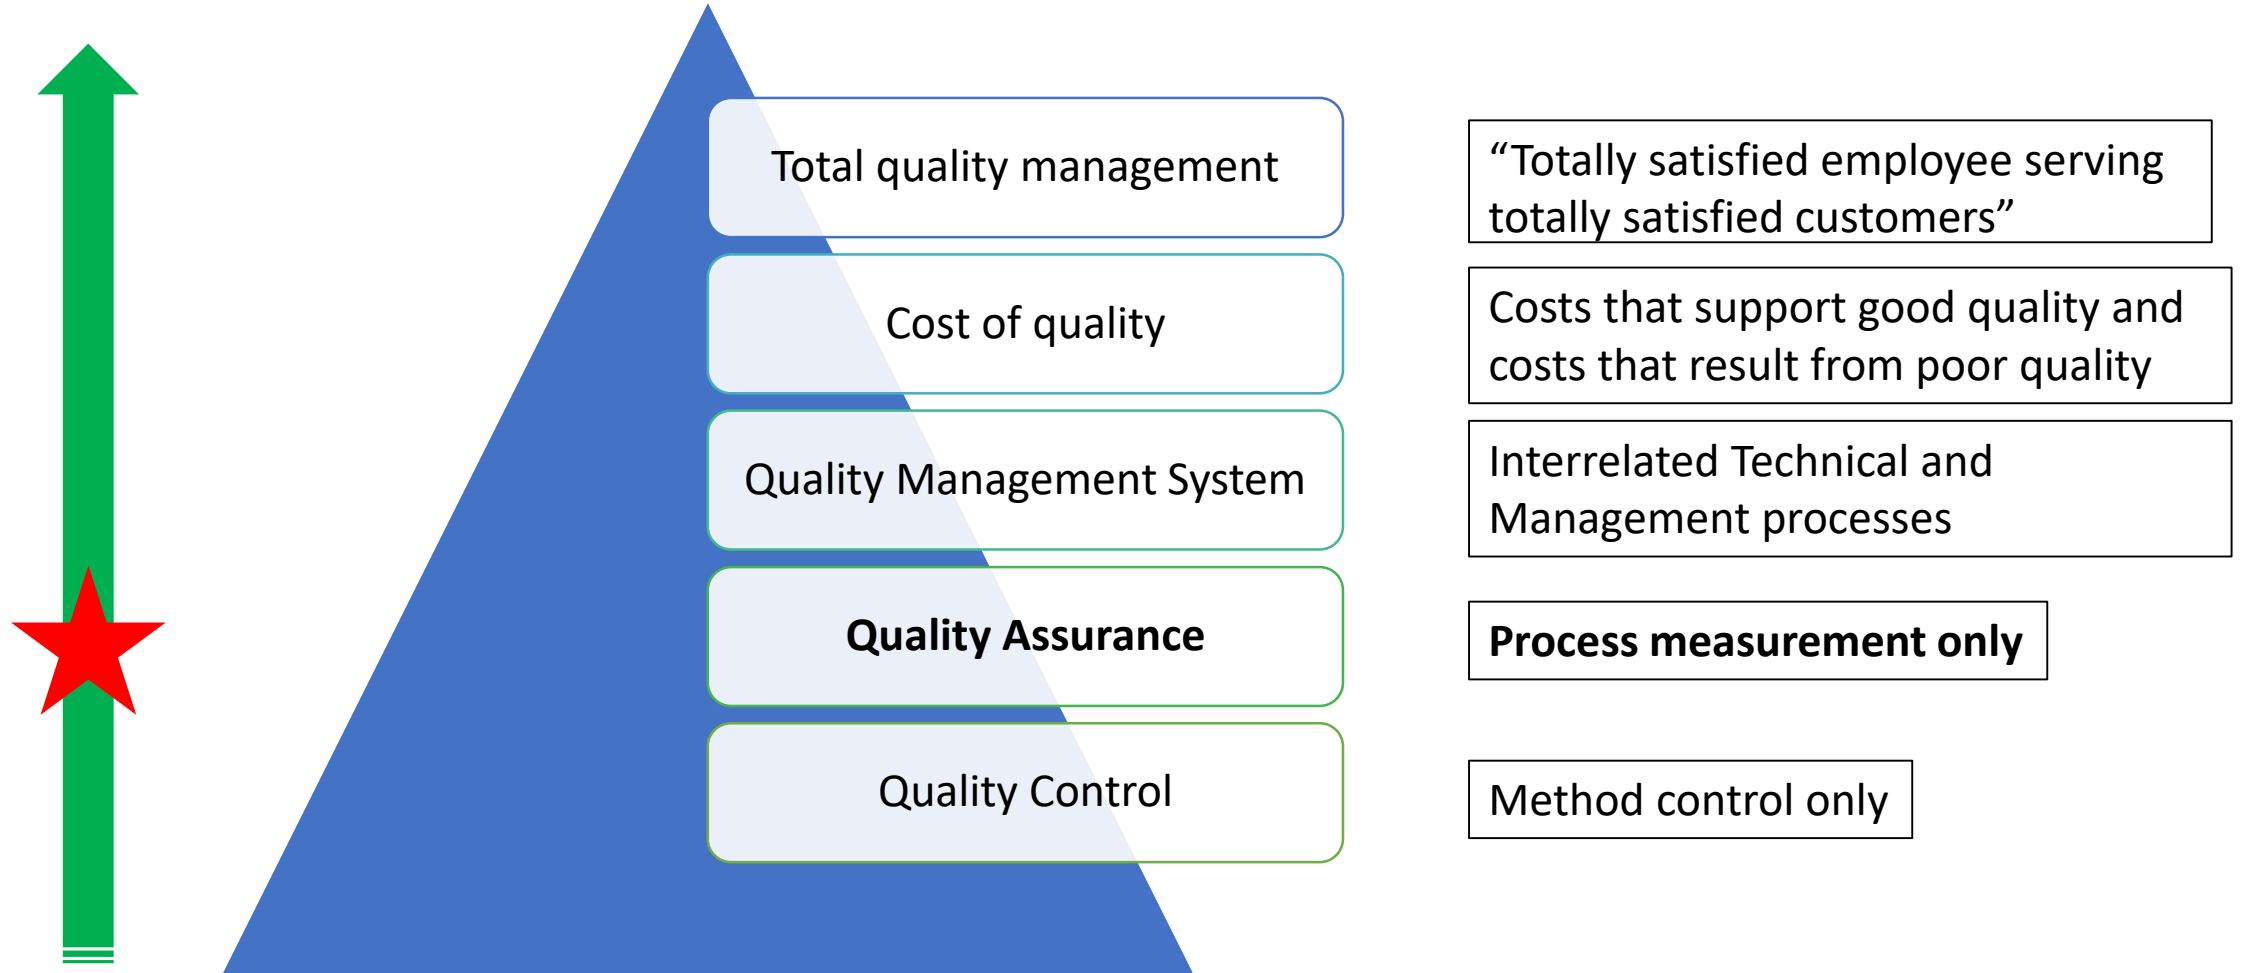 Total quality management
“Totally satisfied employee serving
totally satisfied customers”
Cost of quality
Costs that support good quality and
costs that result from poor quality
Quality Management System
Interrelated Technical and
Management processes
Quality Assurance
Process measurement only
Quality Control
Method control only